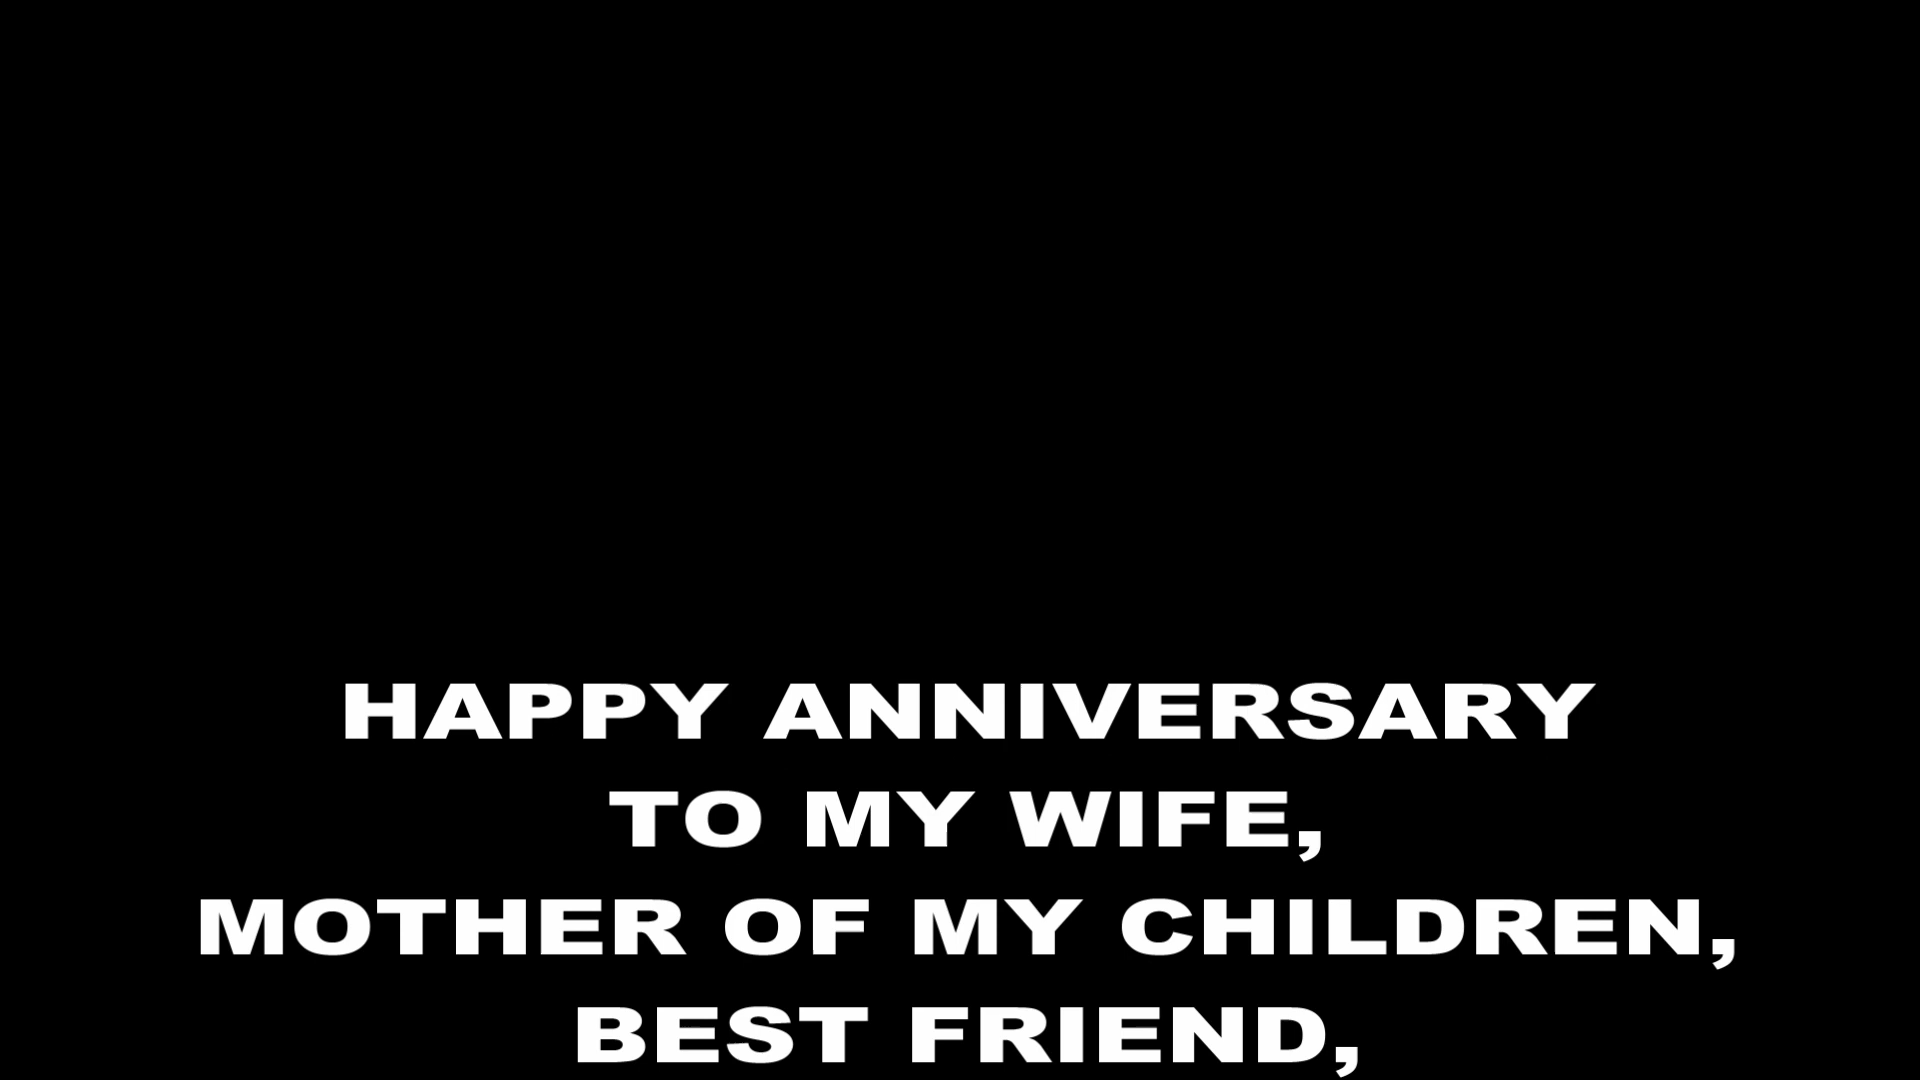 HAPPY ANNIVERSARY
TO MY WIFE,
MOTHER OF MY CHILDREN,
BEST FRIEND,